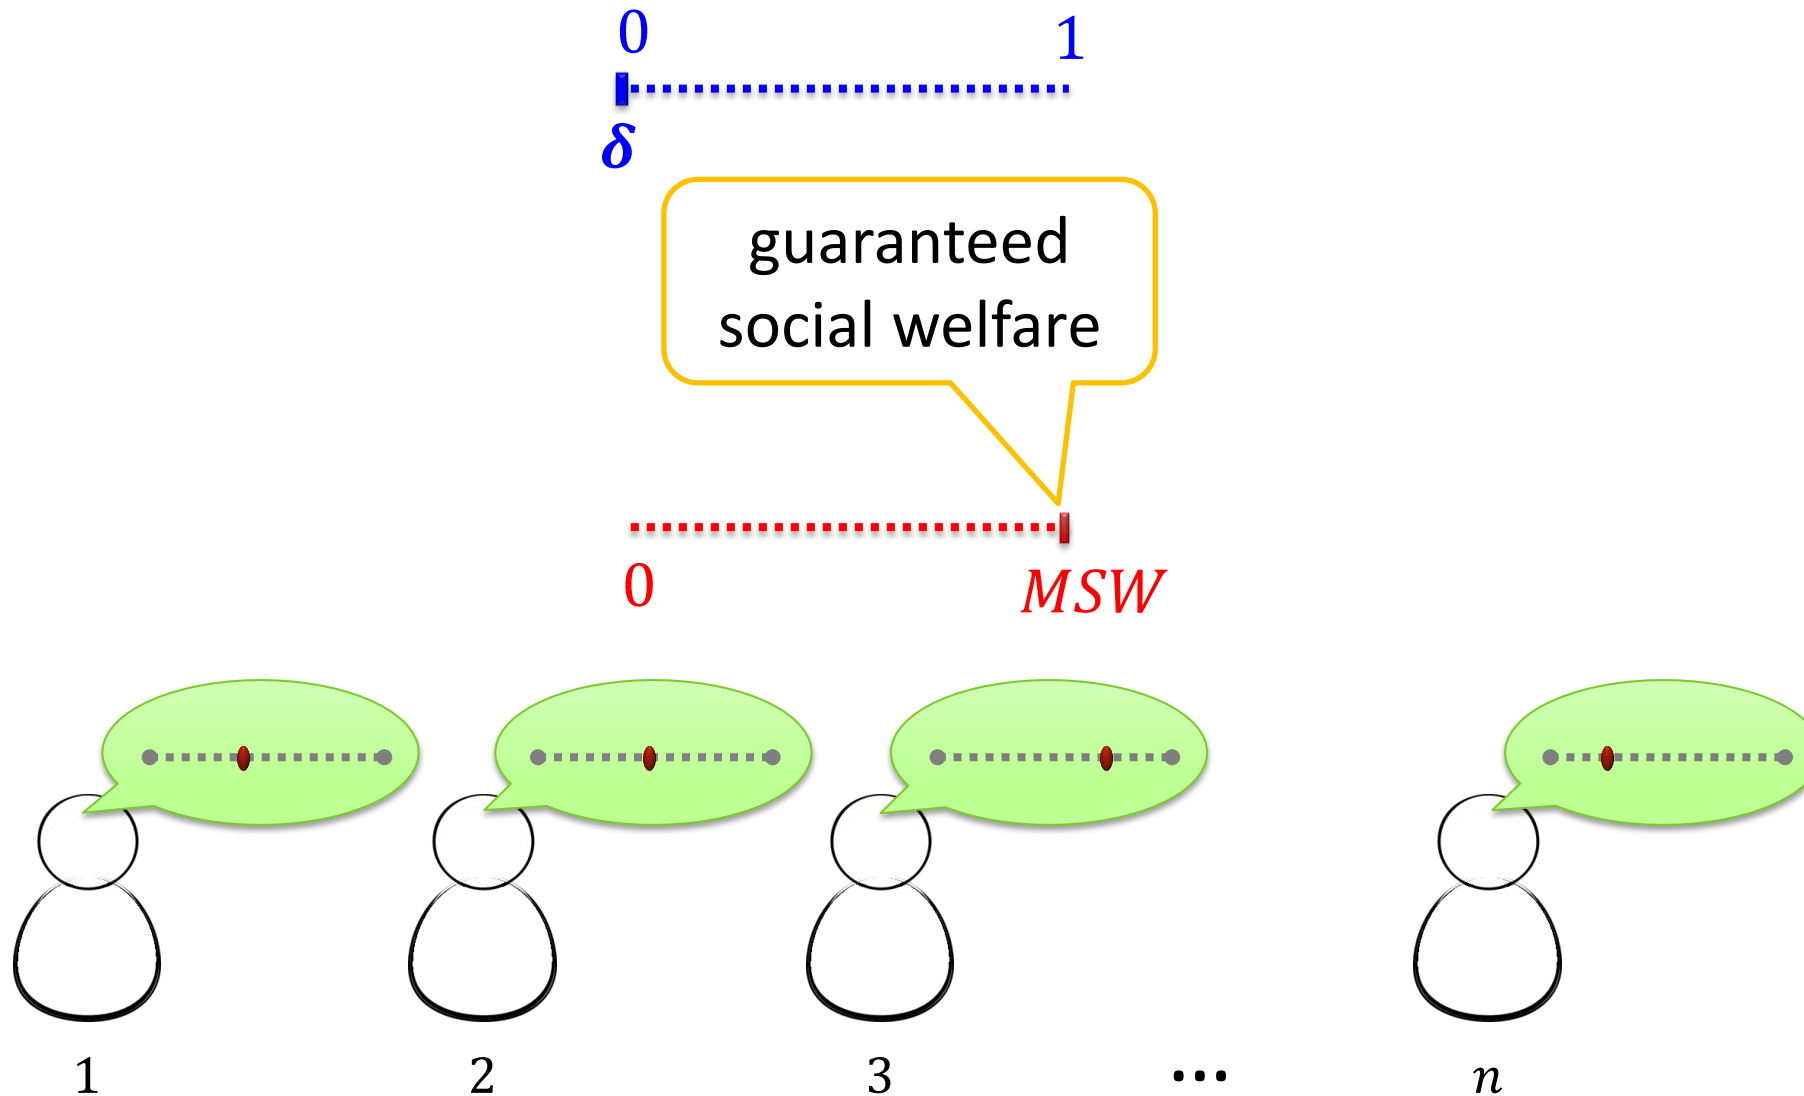 0 1
δ
guaranteed
social welfare
0 MSW
1 2 3 ... n